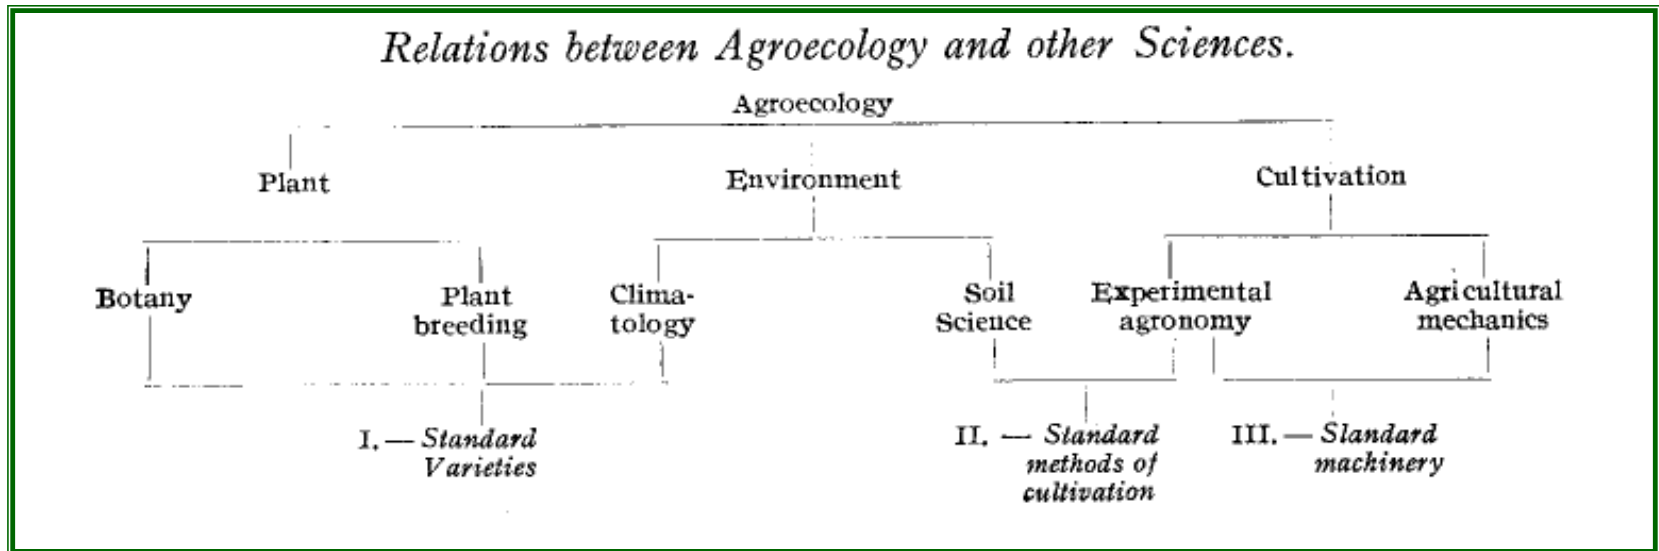 Relations between Agroecology and other Sciences.
Agroecology
Plant
Environment
Cultivation
Botany
Plant
breeding
Clima-
tology
Soil
Science
Experimental
agronomy
Agricultural
mechanics
I. — Standard
Varieties
II. — Standard
methods of
cultivation
III. — Slandard
machinery